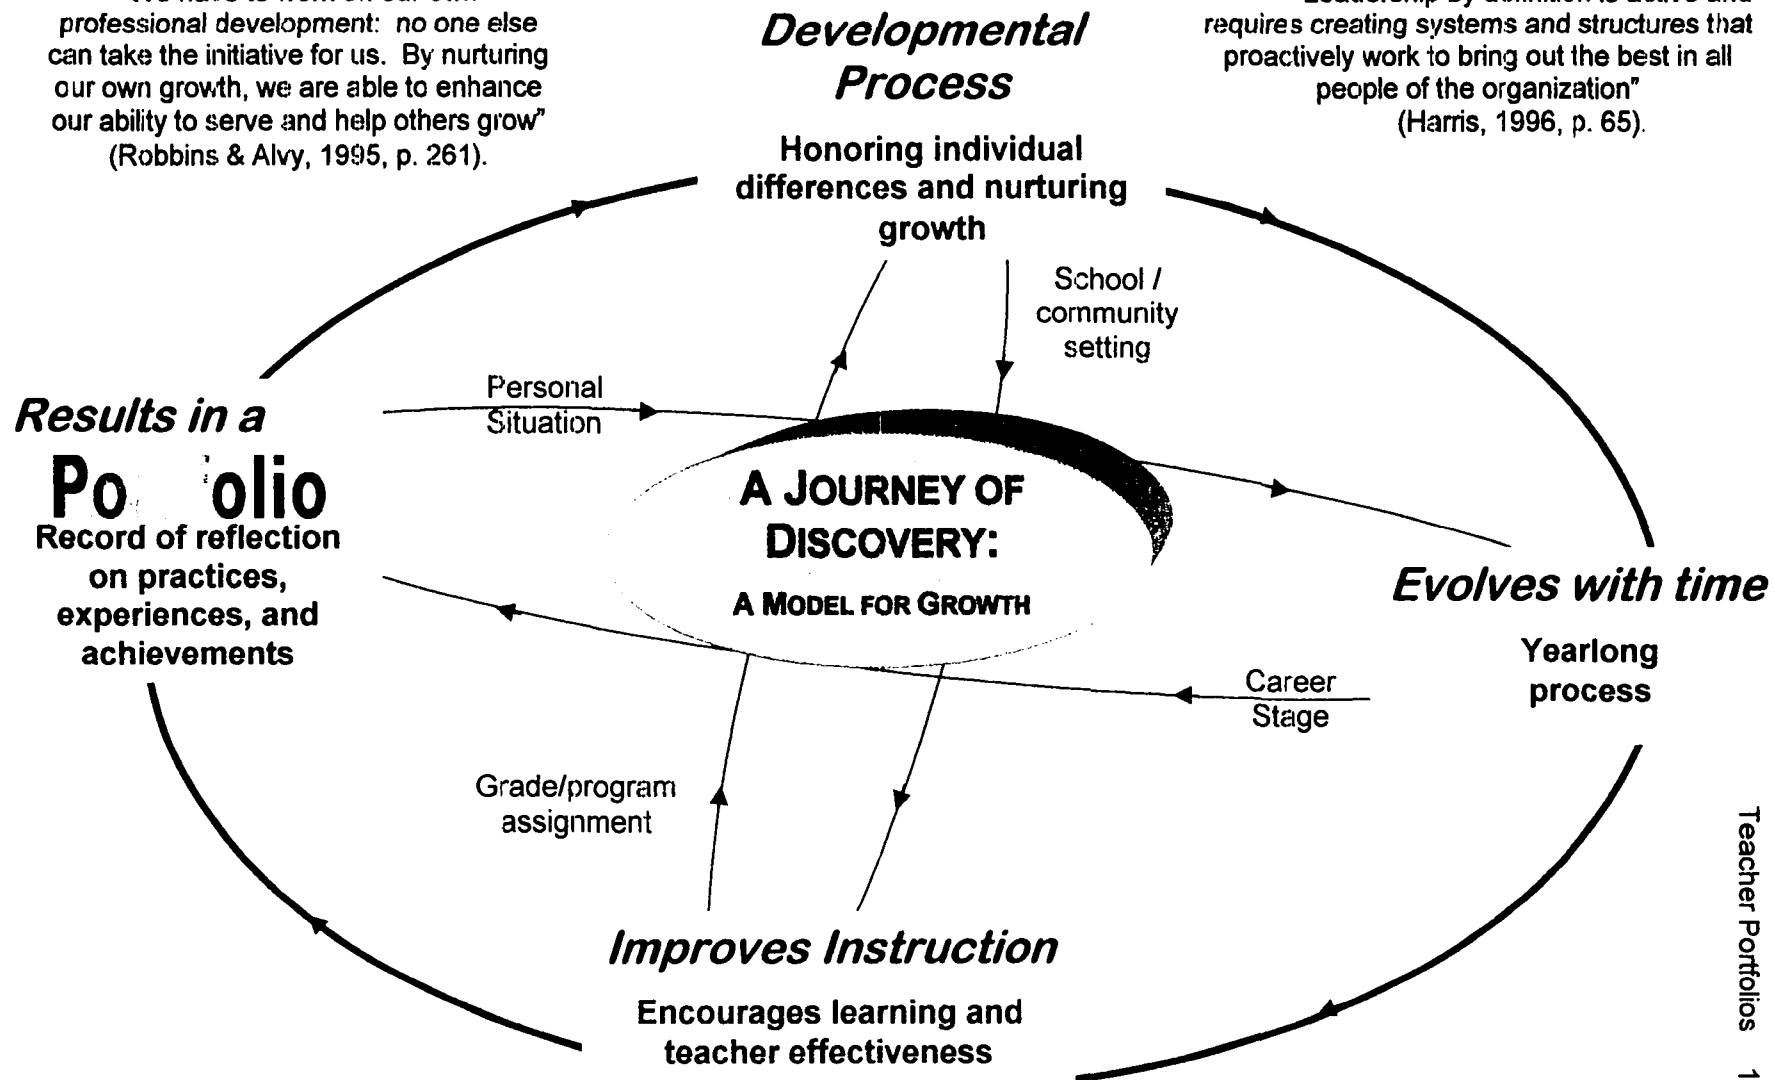 professional development: no one else
can take the initiative for us. By nurturing
our own growth, we are able to enhance
our ability to serve and help others grow"
(Robbins & Alvy, 1995, p. 261).
Developmental
Process
Honoring individual
differences and nurturing
growth
requires creating systems and structures that
proactively work to bring out the best in all
people of the organization"
(Harris, 1996, p. 65).
School /
community
setting
Personal
Situation
Results in a
Po olio
Record of reflection
on practices,
experiences, and
achievements
A JOURNEY OF
DISCOVERY:
A MODEL FOR GROWTH
Evolves with time
Yearlong
process
Career
Stage
Grade/program
assignment
Improves Instruction
Encourages learning and
teacher effectiveness
Teacher Portfolios 1